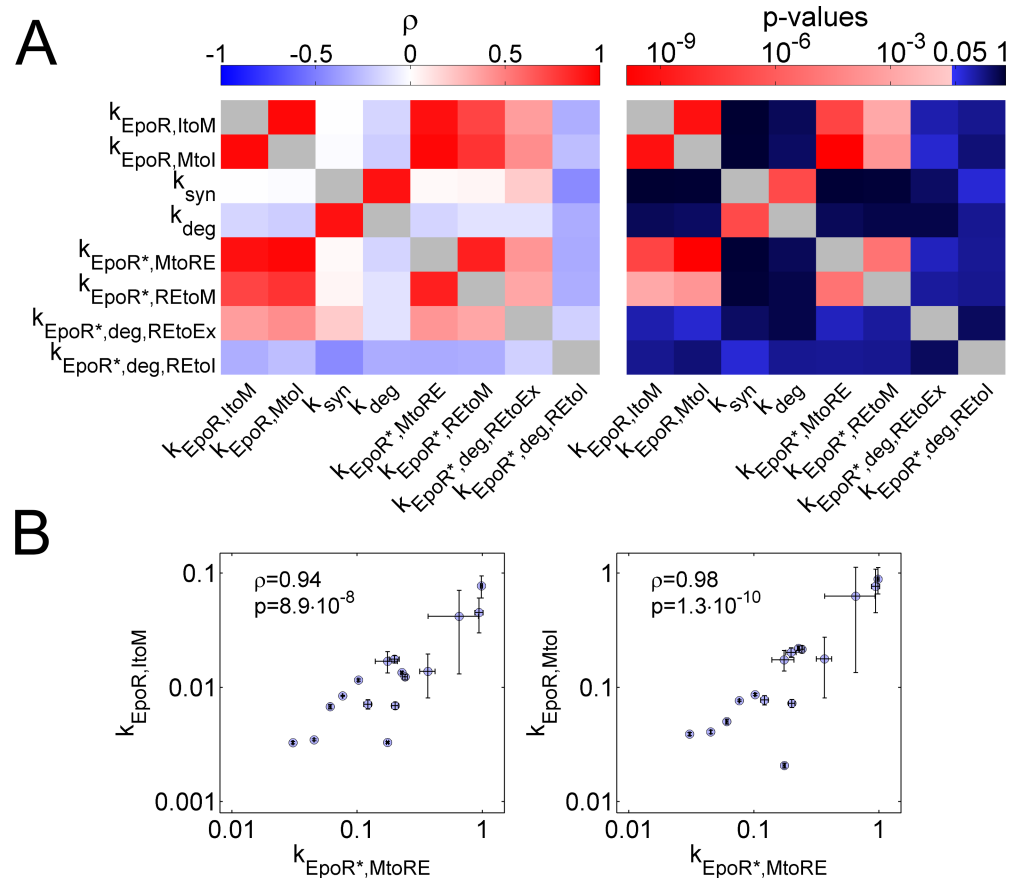 A
ρ
p-values
-1 -0.5 0 0.5 1
10^-9 10^-6 10^-3 0.05 1
k_EpoR,ItoM
k_EpoR,MtoI
k_syn
k_deg
k_EpoR*,MtoRE
k_EpoR*,REtoM
k_EpoR*,deg,REtoEx
k_EpoR*,deg,REtoI
k_EpoR,ItoM
k_EpoR,MtoI
k_syn
k_deg
k_EpoR*,MtoRE
k_EpoR*,REtoM
k_EpoR*,deg,REtoEx
k_EpoR*,deg,REtoI
k_EpoR,ItoM
k_EpoR,MtoI
k_syn
k_deg
k_EpoR*,MtoRE
k_EpoR*,REtoM
k_EpoR*,deg,REtoEx
k_EpoR*,deg,REtoI
B
ρ=0.94
p=8.9·10^-8
k_EpoR,ItoM
0.1
0.01
0.001
0.01 0.1 1
k_EpoR*,MtoRE
ρ=0.98
p=1.3·10^-10
k_EpoR,MtoI
1
0.1
0.01
0.01 0.1 1
k_EpoR*,MtoRE